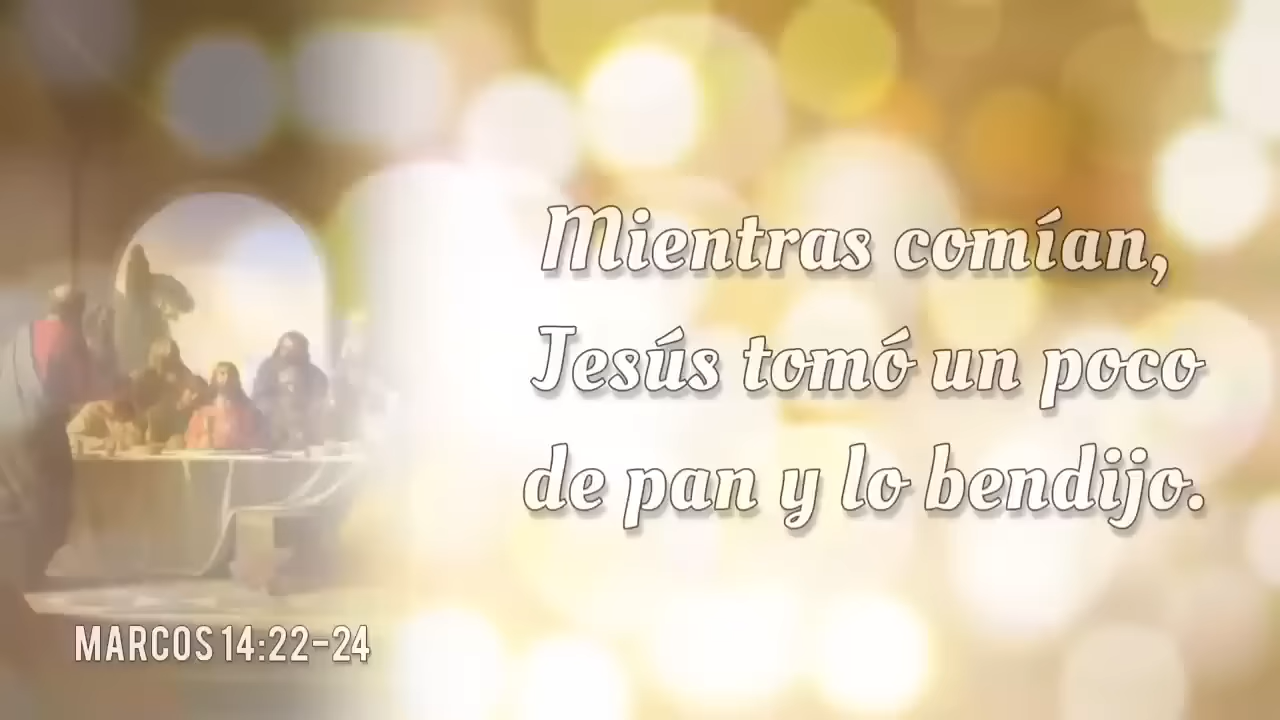 Mientras comían,
Jesús tomó un poco
de pan y lo bendijo.
MARCOS 14:22-24